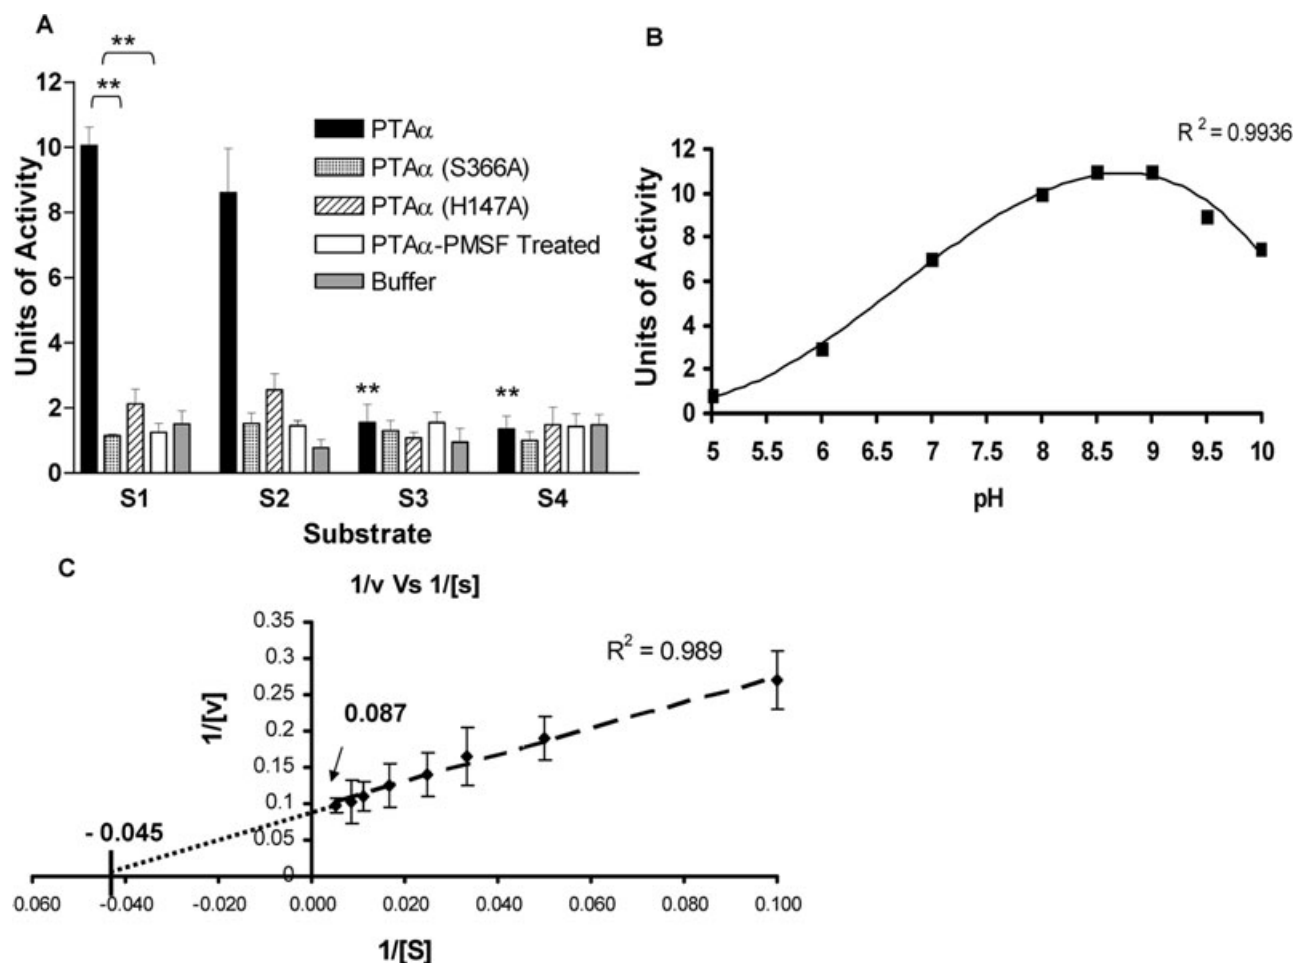 A
**
**
12
10
8
6
4
2
0
Units of Activity
PTAα
PTAα (S366A)
PTAα (H147A)
PTAα-PMSF Treated
Buffer
**
**
S1 S2 S3 S4
Substrate
B
R² = 0.9936
12
10
8
6
4
2
0
Units of Activity
5 5.5 6 6.5 7 7.5 8 8.5 9 9.5 10
pH
C
1/v Vs 1/[s]
0.35
0.3
0.25
0.2
0.15
0.1
0.05
0
1/[v]
R² = 0.989
0.087
- 0.045
0.060 -0.040 -0.020 0.000 0.020 0.040 0.060 0.080 0.100
1/[S]